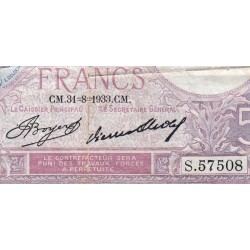 FRANCS
CM.31-8-1933.CM.
LE CAISSIER PRINCIPAL LE SECRÉTAIRE GÉNÉRAL
5
S.57508
LE CONTREFACTEUR SERA
PUNI DES TRAVAUX FORCÉS
A PERPÉTUITÉ